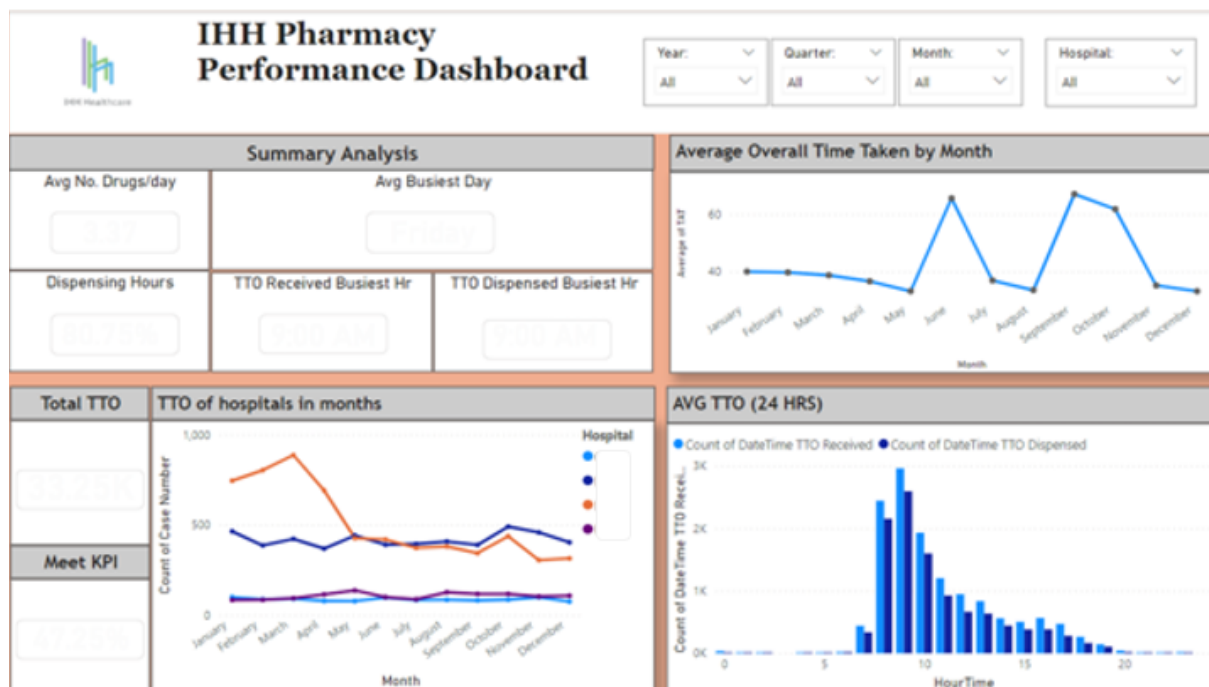 IHH Pharmacy
Performance Dashboard
IHH Healthcare
Year:
All
Quarter:
All
Month:
All
Hospital:
All
Summary Analysis
Avg No. Drugs/day
3.37
Avg Busiest Day
Friday
Dispensing Hours
80.75%
TTO Received Busiest Hr
9:00 AM
TTO Dispensed Busiest Hr
9:00 AM
Average Overall Time Taken by Month
Average of TAT
60
40
January
February
March
April
May
June
July
August
September
October
November
December
Month
Total TTO
33.25K
Meet KPI
47.25%
TTO of hospitals in months
Hospital
Count of Case Number
1,000
500
0
January
February
March
April
May
June
July
August
September
October
November
December
Month
AVG TTO (24 HRS)
Count of DateTime TTO Received
Count of DateTime TTO Dispensed
Count of DateTime TTO Recei...
3K
2K
1K
0K
0
5
10
15
20
HourTime